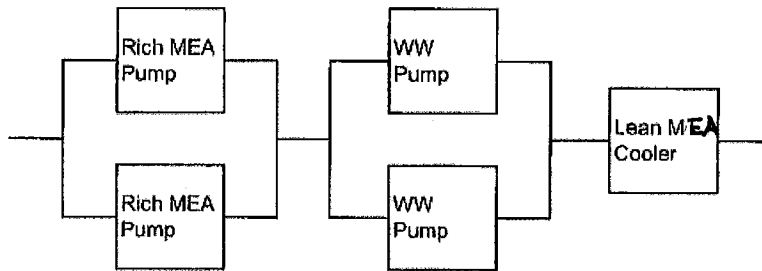 Rich MEA
Pump
WW
Pump
Lean MEA
Cooler
Rich MEA
Pump
WW
Pump